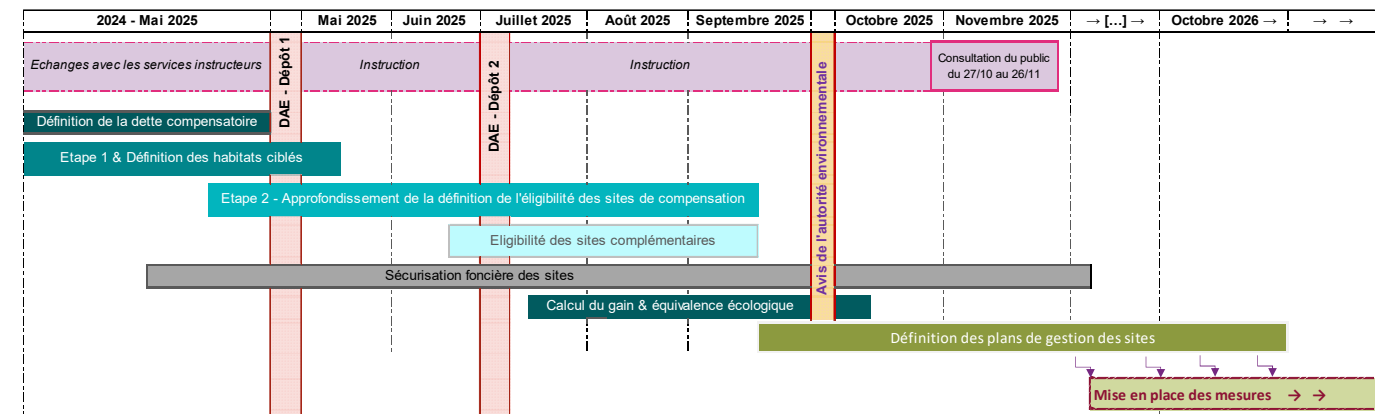 2024 - Mai 2025
Mai 2025
Juin 2025
Juillet 2025
Août 2025
Septembre 2025
Octobre 2025
Novembre 2025
→ [...] →
Octobre 2026 →
→ →
Echanges avec les services instructeurs
DAE - Dépôt 1
Instruction
DAE - Dépôt 2
Instruction
Avis de l'autorité environnementale
Consultation du public
du 27/10 au 26/11
Définition de la dette compensatoire
Etape 1 & Définition des habitats ciblés
Etape 2 - Approfondissement de la définition de l'éligibilité des sites de compensation
Eligibilité des sites complémentaires
Sécurisation foncière des sites
Calcul du gain & équivalence écologique
Définition des plans de gestion des sites
Mise en place des mesures → →